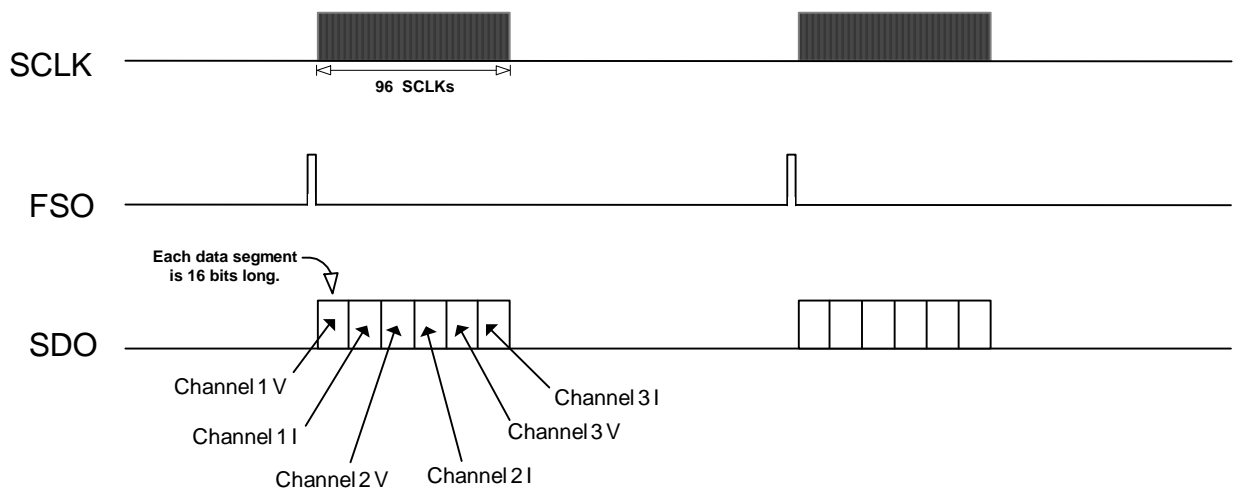 SCLK
96 SCLKs
FSO
Each data segment
is 16 bits long.
SDO
Channel 1 V
Channel 1 I
Channel 2 V
Channel 2 I
Channel 3 V
Channel 3 I